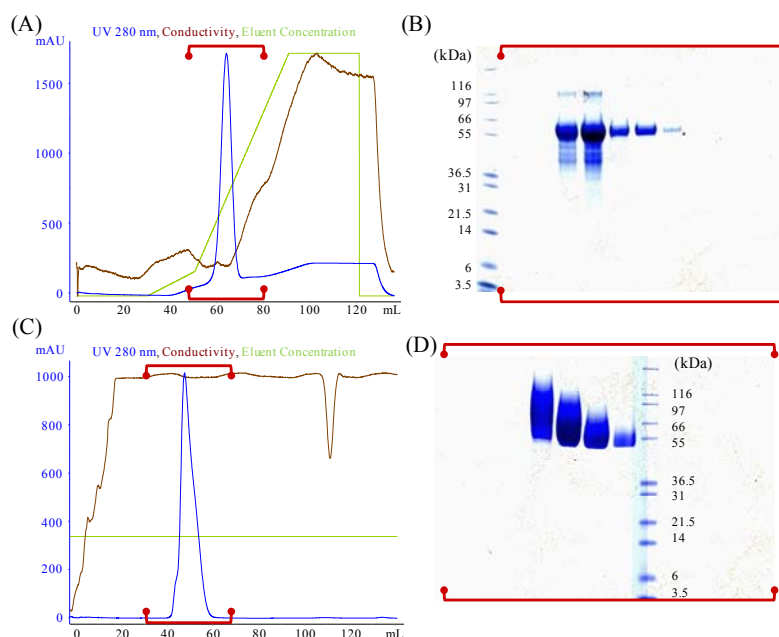 (A)
mAU
UV 280 nm, Conductivity, Eluent Concentration
1500
1000
500
0
0 20 40 60 80 100 120 mL
(B)
(kDa)
116
97
66
55
36.5
31
21.5
14
6
3.5
(C)
mAU
UV 280 nm, Conductivity, Eluent Concentration
1000
800
600
400
200
0
0 20 40 60 80 100 120 mL
(D)
(kDa)
116
97
66
55
36.5
31
21.5
14
6
3.5